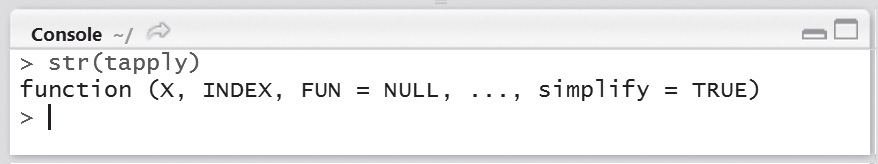 Console ~/
> str(tapply)
function (X, INDEX, FUN = NULL, ..., simplify = TRUE)
>